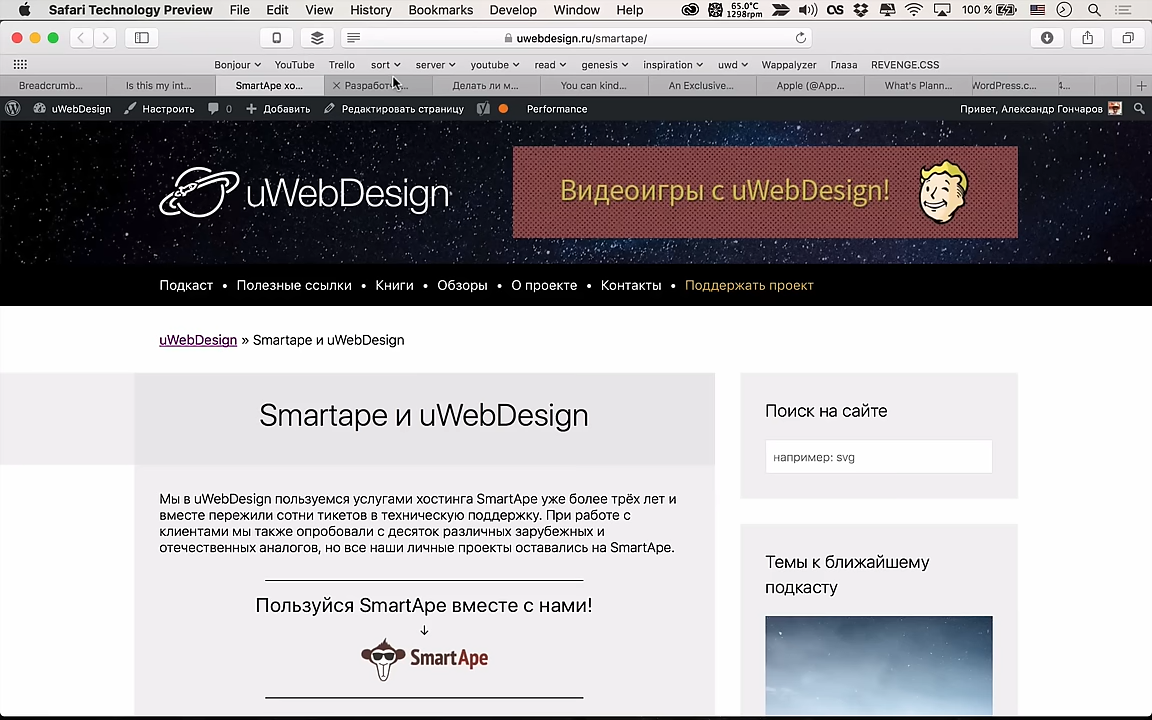 Safari Technology Preview File Edit View History Bookmarks Develop Window Help 65.0°C 1298rpm 100 %
uwebdesign.ru/smartape/
Bonjour YouTube Trello sort server youtube read genesis inspiration uwd Wappalyzer Глаза REVENGE.CSS
Breadcrumb... Is this my int... SmartApe хо... Разработ... Делать ли м... You can kind... An Exclusive... Apple (@App... What's Plann... WordPress.c... 4...
uWebDesign Настроить 0 Добавить Редактировать страницу Performance Привет, Александр Гончаров
uWebDesign
Видеоигры с uWebDesign!
Подкаст • Полезные ссылки • Книги • Обзоры • О проекте • Контакты • Поддержать проект
uWebDesign » Smartape и uWebDesign
Smartape и uWebDesign
Мы в uWebDesign пользуемся услугами хостинга SmartApe уже более трёх лет и
вместе пережили сотни тикетов в техническую поддержку. При работе с
клиентами мы также опробовали с десяток различных зарубежных и
отечественных аналогов, но все наши личные проекты оставались на SmartApe.
Пользуйся SmartApe вместе с нами!
↓
SmartApe
Поиск на сайте
например: svg
Темы к ближайшему
подкасту